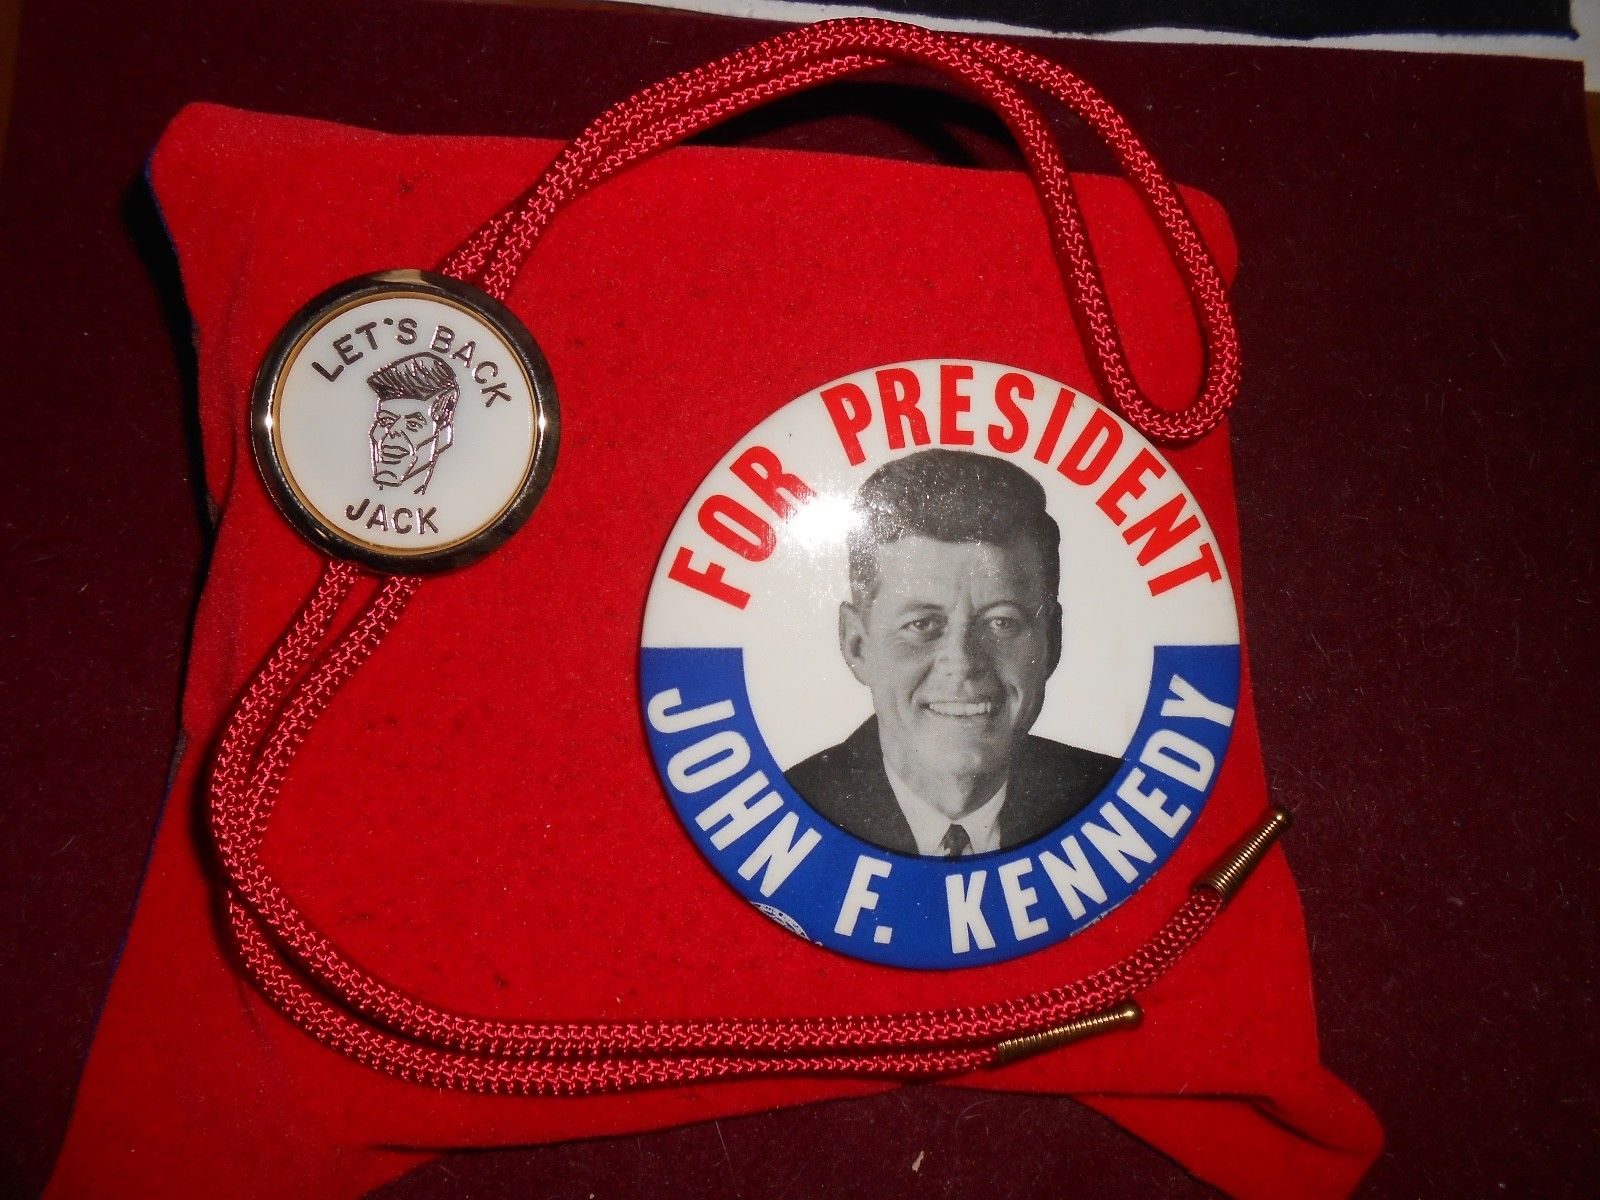 LET'S BACK
JACK
FOR PRESIDENT
JOHN F. KENNEDY